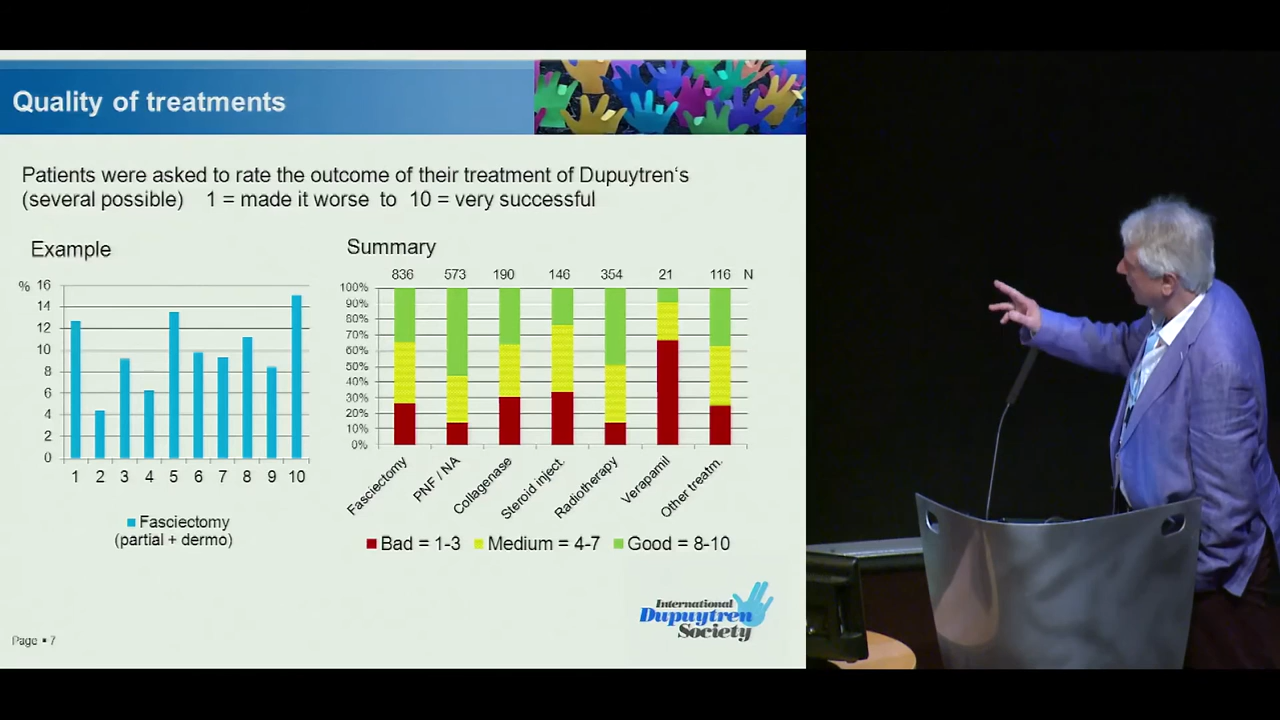 Quality of treatments
Patients were asked to rate the outcome of their treatment of Dupuytren‘s
(several possible) 1 = made it worse to 10 = very successful
Example
% 16
14
12
10
8
6
4
2
0
1 2 3 4 5 6 7 8 9 10
Fasciectomy
(partial + dermo)
Summary
836 573 190 146 354 21 116 N
100%
90%
80%
70%
60%
50%
40%
30%
20%
10%
0%
Fasciectomy
PNF / NA
Collagenase
Steroid inject.
Radiotherapy
Verapamil
Other treatm.
Bad = 1-3 Medium = 4-7 Good = 8-10
International
Dupuytren
Society
Page ▪ 7